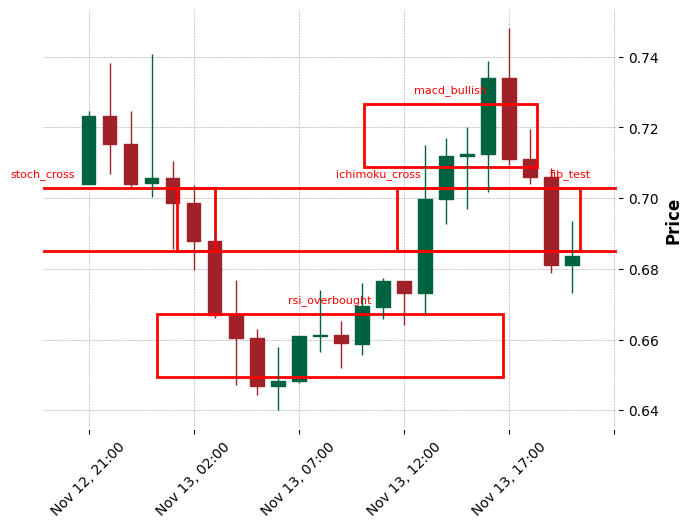 0.74
macd_bullish
0.72
stoch_cross
ichimoku_cross
fib_test
0.70
Price
0.68
rsi_overbought
0.66
0.64
Nov 12, 21:00
Nov 13, 02:00
Nov 13, 07:00
Nov 13, 12:00
Nov 13, 17:00